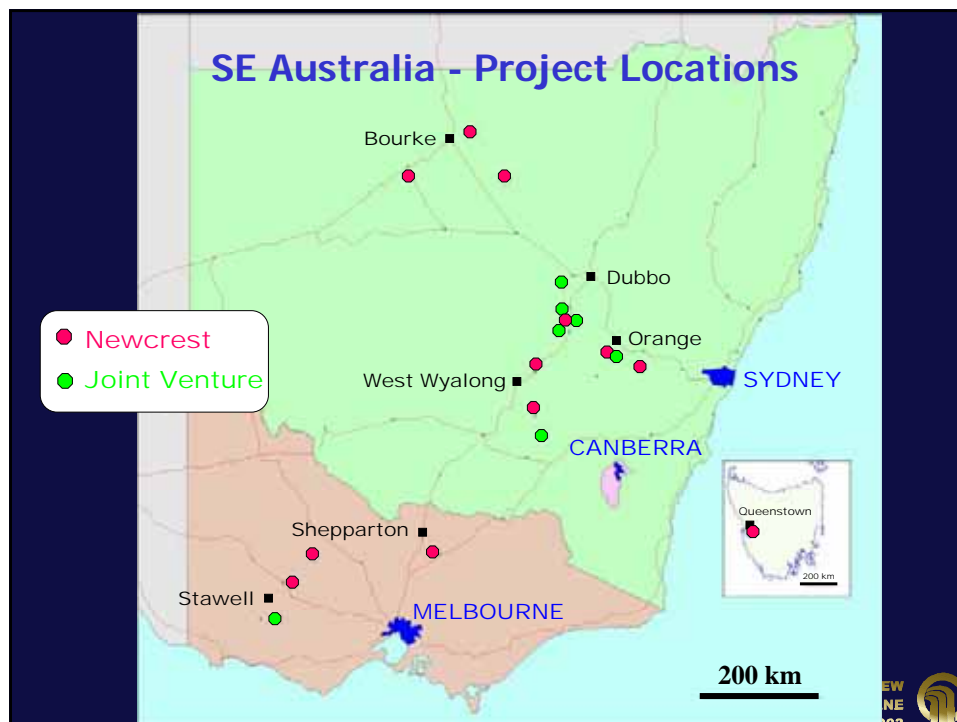 SE Australia - Project Locations
Bourke
Dubbo
Newcrest
Orange
Joint Venture
West Wyalong
SYDNEY
CANBERRA
Queenstown
Shepparton
200 km
Stawell
MELBOURNE
200 km